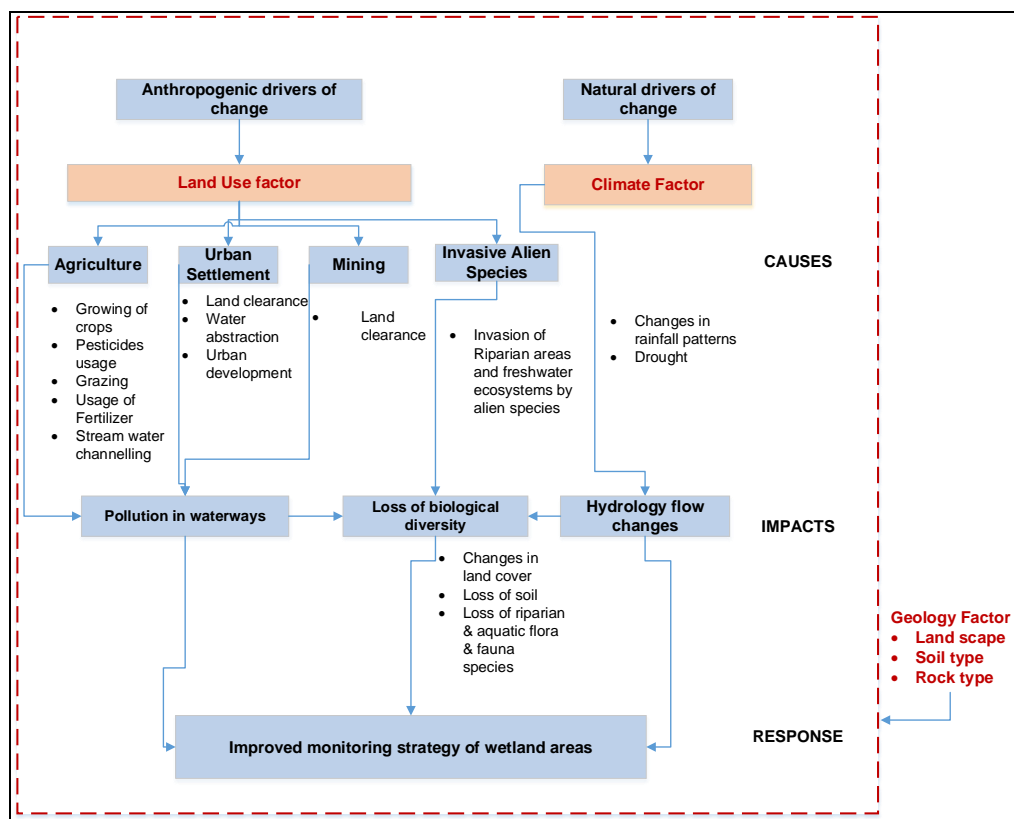 Anthropogenic drivers of
change
Natural drivers of
change
Land Use factor
Climate Factor
Agriculture
Urban
Settlement
Mining
Invasive Alien
Species
CAUSES
• Growing of
crops
• Pesticides
usage
• Grazing
• Usage of
Fertilizer
• Stream water
channelling
• Land clearance
• Water
abstraction
• Urban
development
• Land
clearance
• Invasion of
Riparian areas
and freshwater
ecosystems by
alien species
• Changes in
rainfall patterns
• Drought
Pollution in waterways
Loss of biological
diversity
Hydrology flow
changes
IMPACTS
• Changes in
land cover
• Loss of soil
• Loss of riparian
& aquatic flora
& fauna
species
Geology Factor
• Land scape
• Soil type
• Rock type
Improved monitoring strategy of wetland areas
RESPONSE